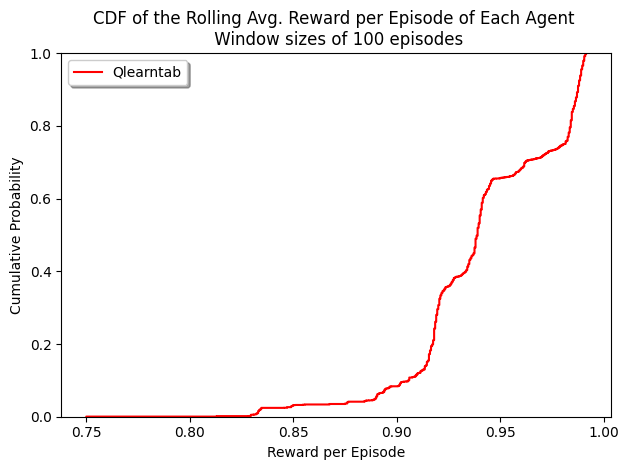 CDF of the Rolling Avg. Reward per Episode of Each Agent
Window sizes of 100 episodes
Qlearntab
Cumulative Probability
1.0
0.8
0.6
0.4
0.2
0.0
0.75 0.80 0.85 0.90 0.95 1.00
Reward per Episode